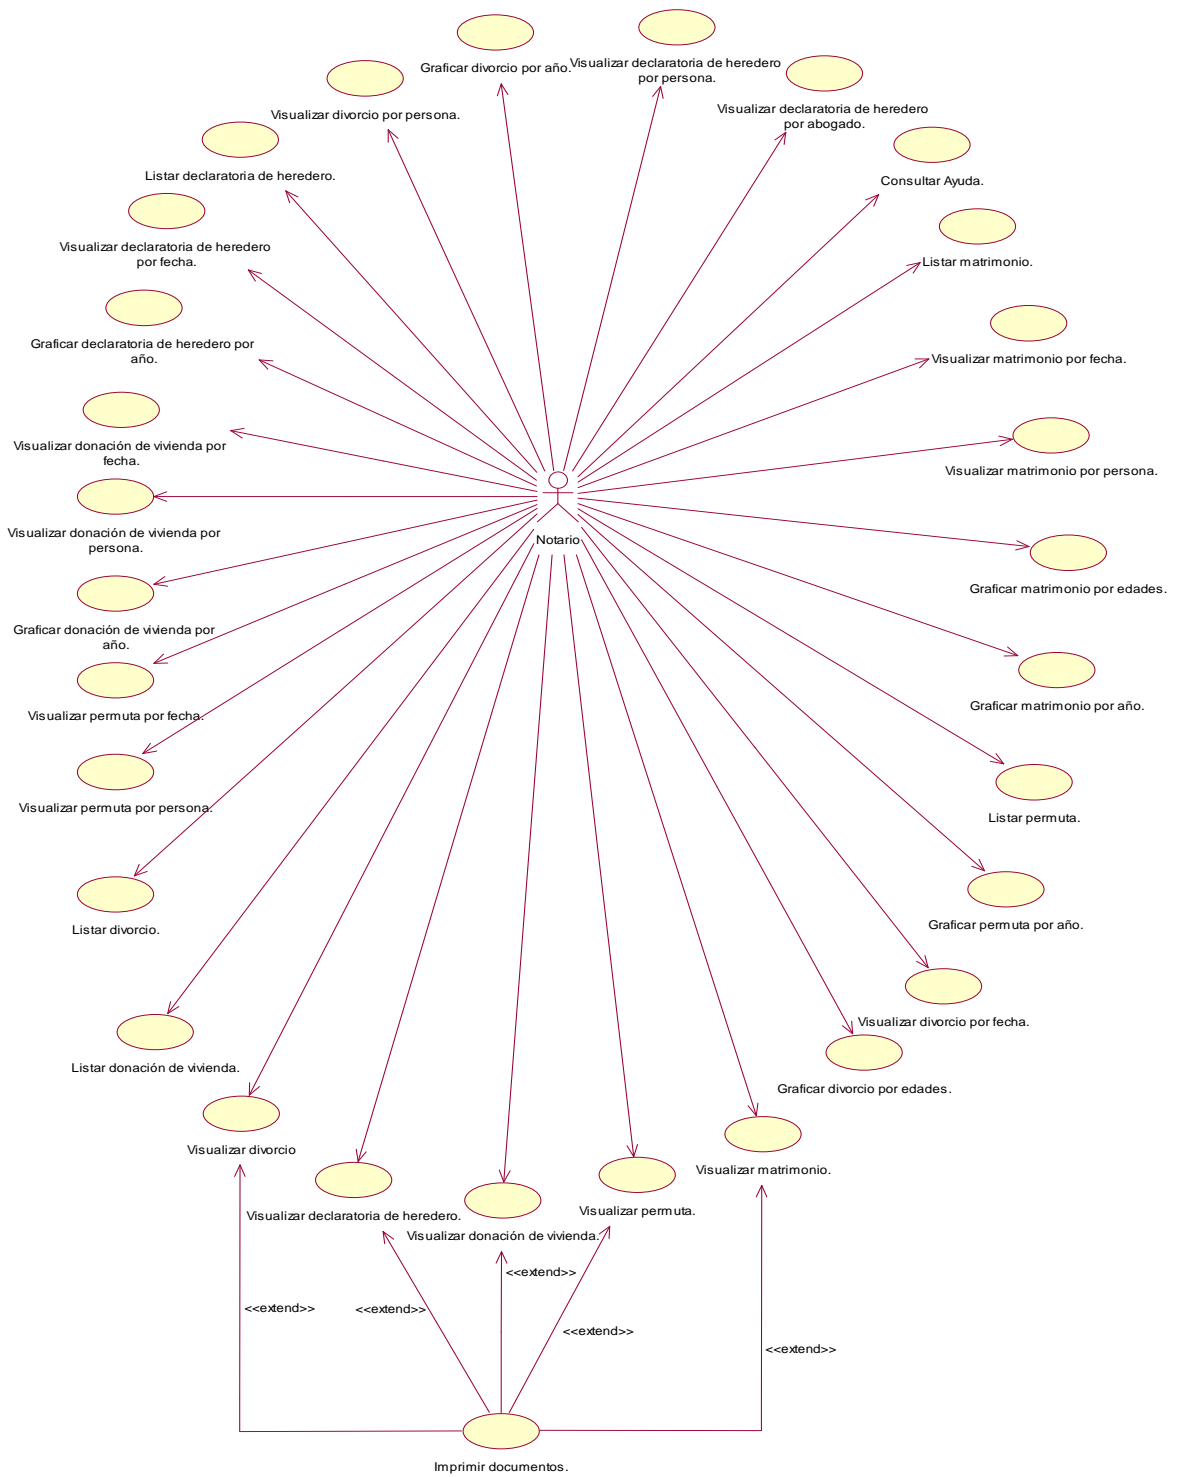 Graficar divorcio por año.
Visualizar declaratoria de heredero
por persona.
Visualizar divorcio por persona.
Visualizar declaratoria de heredero
por abogado.
Listar declaratoria de heredero.
Consultar Ayuda.
Visualizar declaratoria de heredero
por fecha.
Listar matrimonio.
Graficar declaratoria de heredero por
año.
Visualizar matrimonio por fecha.
Visualizar donación de vivienda por
fecha.
Visualizar matrimonio por persona.
Visualizar donación de vivienda por
persona.
Notario
Graficar matrimonio por edades.
Graficar donación de vivienda por
año.
Visualizar permuta por fecha.
Graficar matrimonio por año.
Visualizar permuta por persona.
Listar permuta.
Listar divorcio.
Graficar permuta por año.
Visualizar divorcio por fecha.
Listar donación de vivienda.
Graficar divorcio por edades.
Visualizar divorcio
Visualizar matrimonio.
Visualizar declaratoria de heredero.
Visualizar permuta.
Visualizar donación de vivienda.
<<extend>>
<<extend>>
<<extend>>
<<extend>>
<<extend>>
Imprimir documentos.